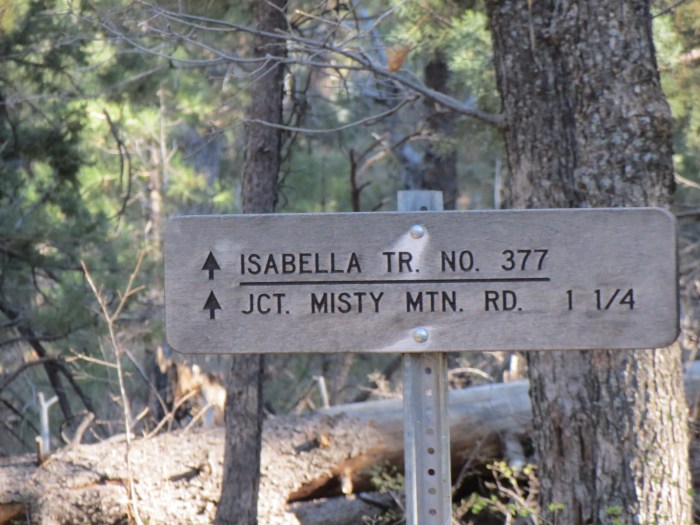 ISABELLA TR. NO. 377
JCT. MISTY MTN. RD. 1 1/4